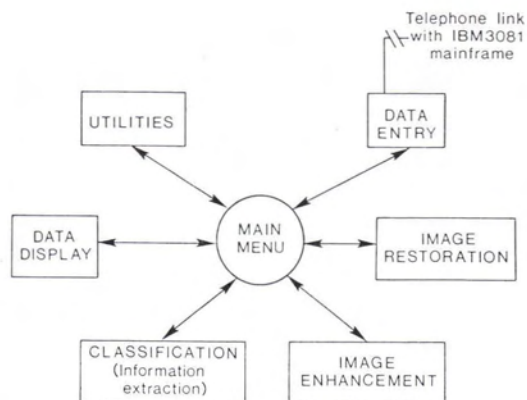 Telephone link
with IBM3081
mainframe
UTILITIES
DATA
ENTRY
MAIN
MENU
DATA
DISPLAY
IMAGE
RESTORATION
CLASSIFICATION
(Information
extraction)
IMAGE
ENHANCEMENT